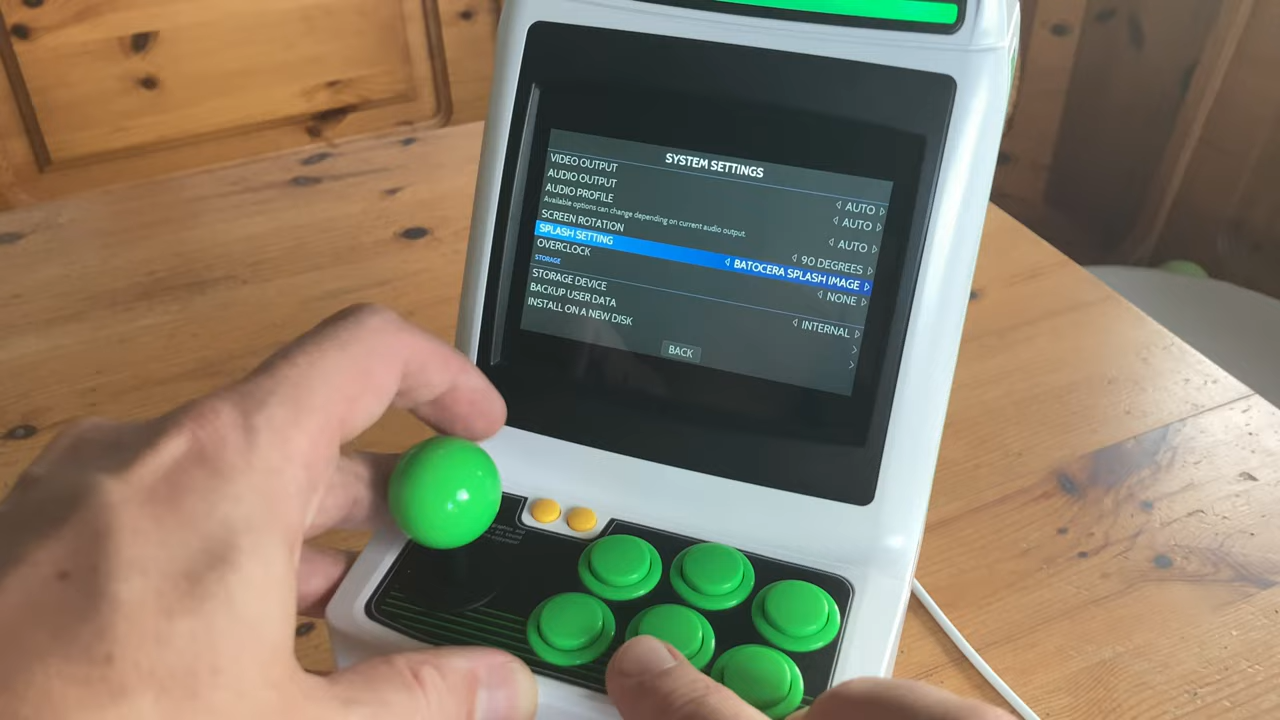 SYSTEM SETTINGS
VIDEO OUTPUT AUTO
AUDIO OUTPUT AUTO
AUDIO PROFILE AUTO
Available options can change depending on current audio output.
SCREEN ROTATION 90 DEGREES
SPLASH SETTING BATOCERA SPLASH IMAGE
OVERCLOCK NONE
STORAGE
STORAGE DEVICE INTERNAL
BACKUP USER DATA
INSTALL ON A NEW DISK
BACK